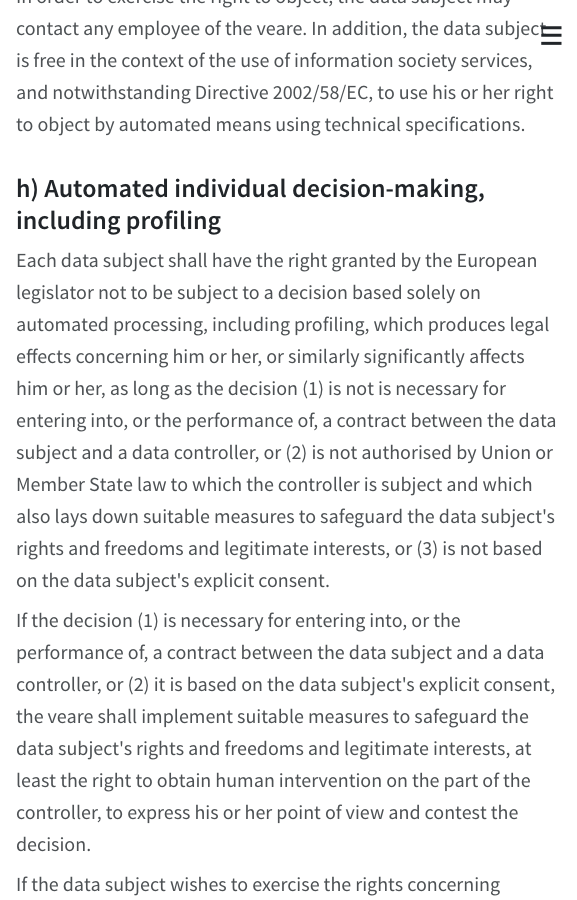 In order to exercise the right to object, the data subject may
contact any employee of the veare. In addition, the data subject
is free in the context of the use of information society services,
and notwithstanding Directive 2002/58/EC, to use his or her right
to object by automated means using technical specifications.
h) Automated individual decision-making,
including profiling
Each data subject shall have the right granted by the European
legislator not to be subject to a decision based solely on
automated processing, including profiling, which produces legal
effects concerning him or her, or similarly significantly affects
him or her, as long as the decision (1) is not is necessary for
entering into, or the performance of, a contract between the data
subject and a data controller, or (2) is not authorised by Union or
Member State law to which the controller is subject and which
also lays down suitable measures to safeguard the data subject's
rights and freedoms and legitimate interests, or (3) is not based
on the data subject's explicit consent.
If the decision (1) is necessary for entering into, or the
performance of, a contract between the data subject and a data
controller, or (2) it is based on the data subject's explicit consent,
the veare shall implement suitable measures to safeguard the
data subject's rights and freedoms and legitimate interests, at
least the right to obtain human intervention on the part of the
controller, to express his or her point of view and contest the
decision.
If the data subject wishes to exercise the rights concerning